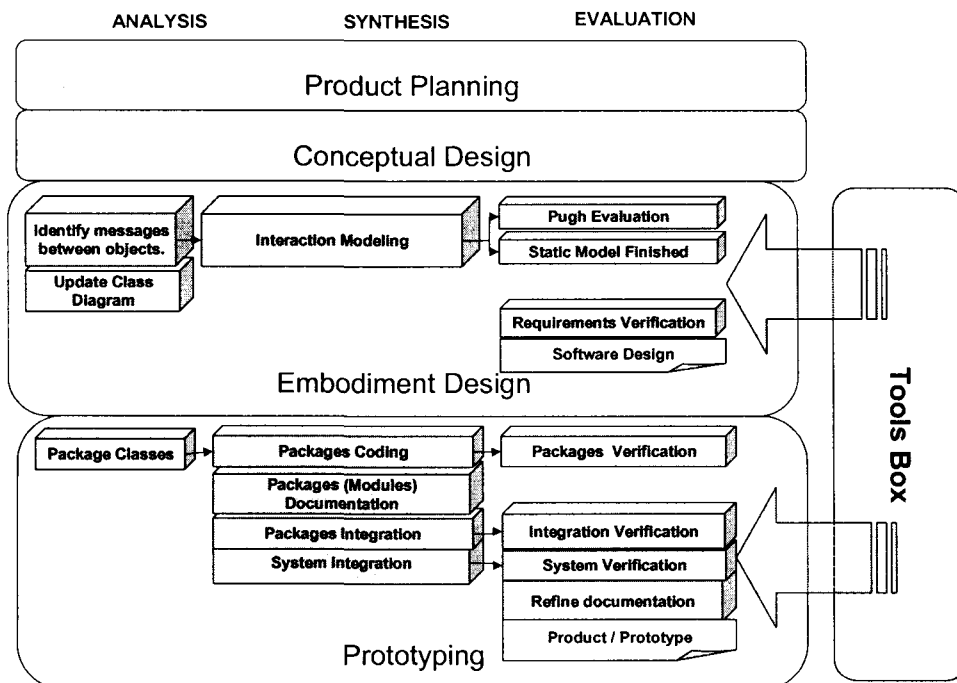 ANALYSIS
SYNTHESIS
EVALUATION
Product Planning
Conceptual Design
Identify messages
between objects.
Interaction Modeling
Pugh Evaluation
Static Model Finished
Update Class
Diagram
Requirements Verification
Software Design
Embodiment Design
Package Classes
Packages Coding
Packages Verification
Packages (Modules)
Documentation
Packages Integration
Integration Verification
System Integration
System Verification
Refine documentation
Product / Prototype
Prototyping
Tools Box